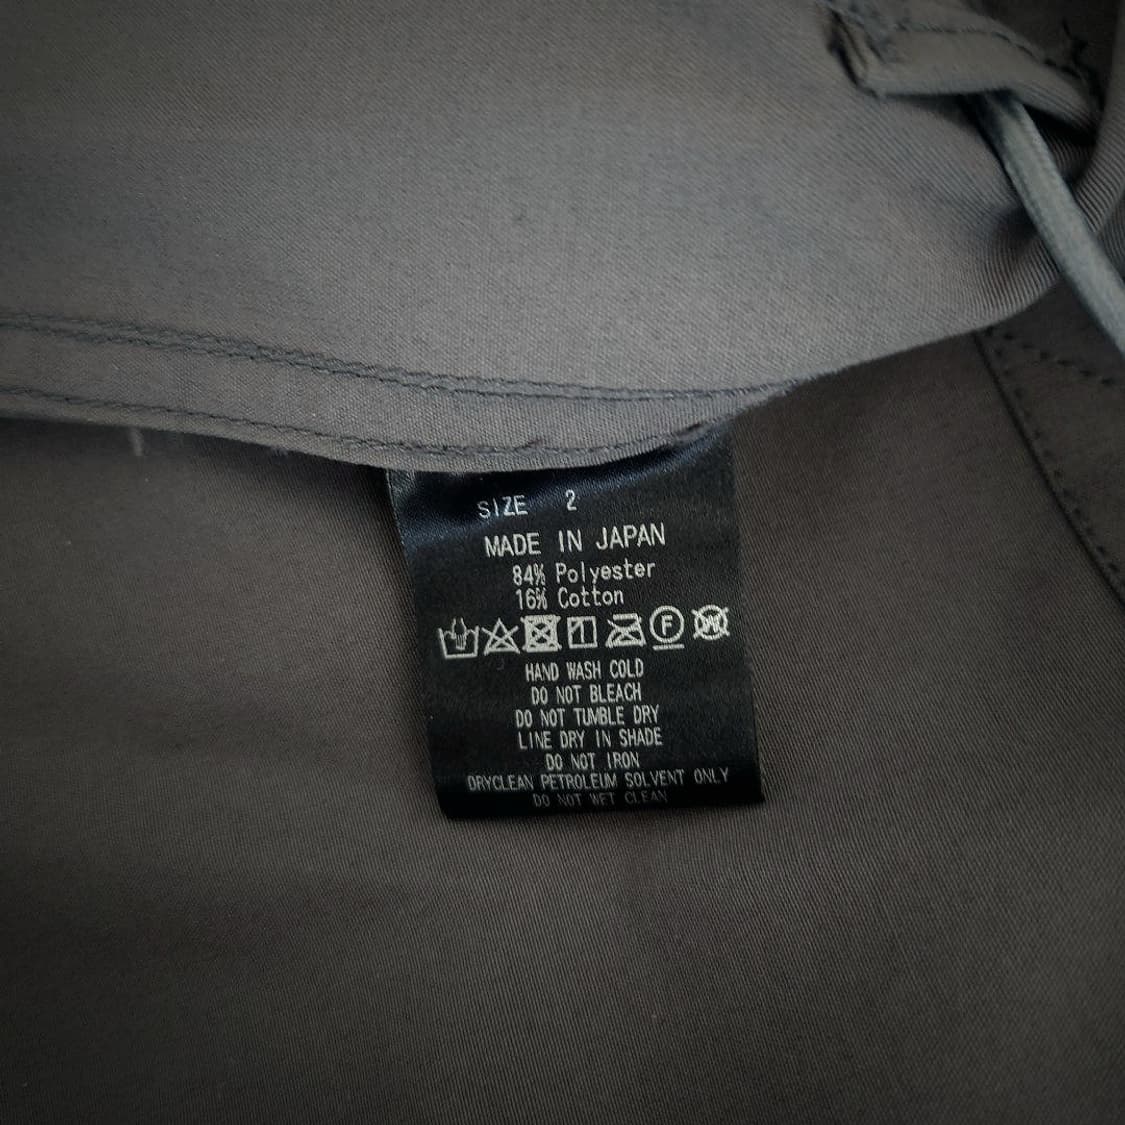 SIZE 2
MADE IN JAPAN
84% Polyester
16% Cotton
F W
HAND WASH COLD
DO NOT BLEACH
DO NOT TUMBLE DRY
LINE DRY IN SHADE
DO NOT IRON
DRYCLEAN PETROLEUM SOLVENT ONLY
DO NOT WET CLEAN